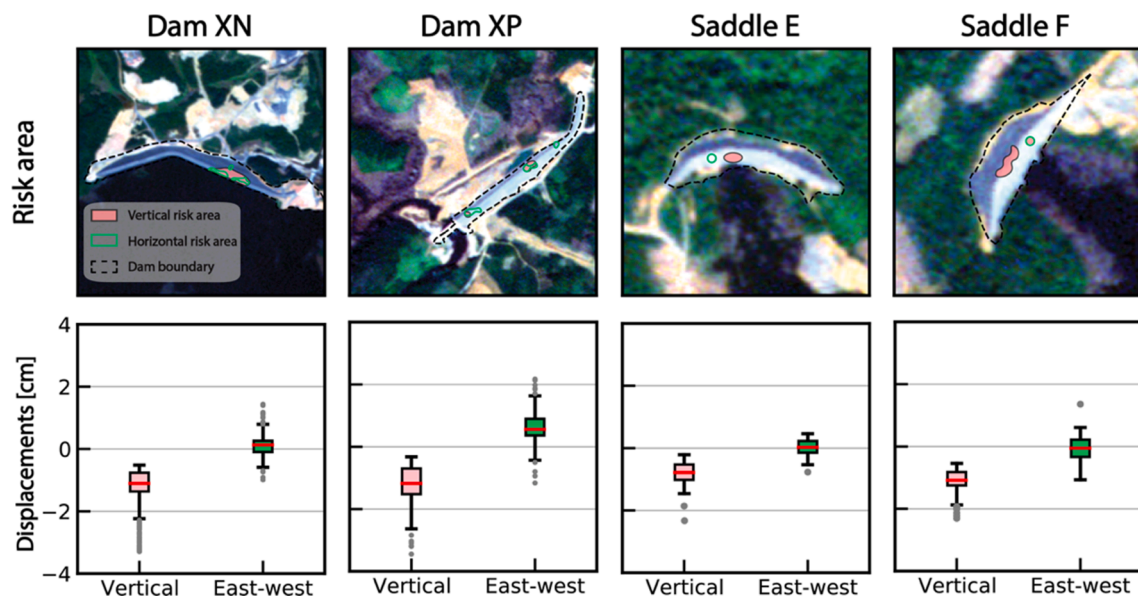 Dam XN Dam XP Saddle E Saddle F
Risk area
Vertical risk area
Horizontal risk area
Dam boundary
Displacements [cm]
4
2
0
−2
−4
Vertical East-west Vertical East-west Vertical East-west Vertical East-west